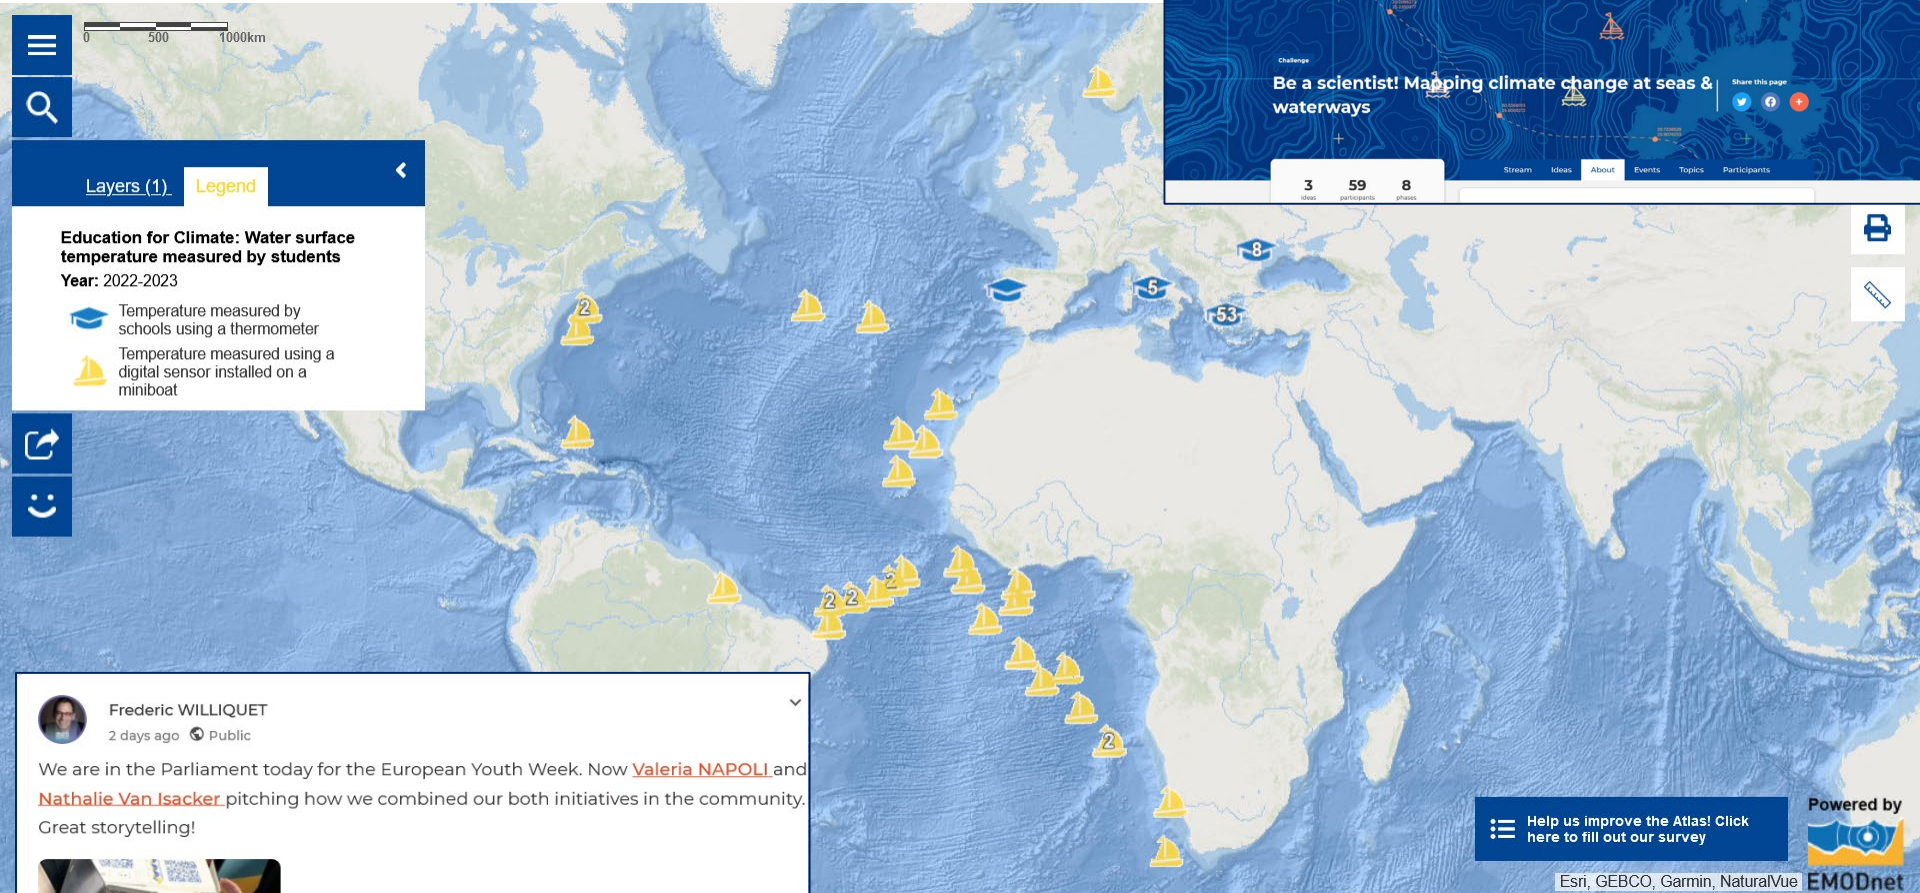 0 500 1000km
Challenge
Be a scientist! Mapping climate change at seas &
waterways
Share this page
Stream Ideas About Events Topics Participants
3 59 8
ideas participants phases
Layers (1) Legend
Education for Climate: Water surface
temperature measured by students
Year: 2022-2023
Temperature measured by
schools using a thermometer
Temperature measured using a
digital sensor installed on a
miniboat
8
5
53
2
2
2
2
2
Frederic WILLIQUET
2 days ago Public
We are in the Parliament today for the European Youth Week. Now Valeria NAPOLI and
Nathalie Van Isacker pitching how we combined our both initiatives in the community.
Great storytelling!
Help us improve the Atlas! Click
here to fill out our survey
Powered by
EMODnet
Esri, GEBCO, Garmin, NaturalVue